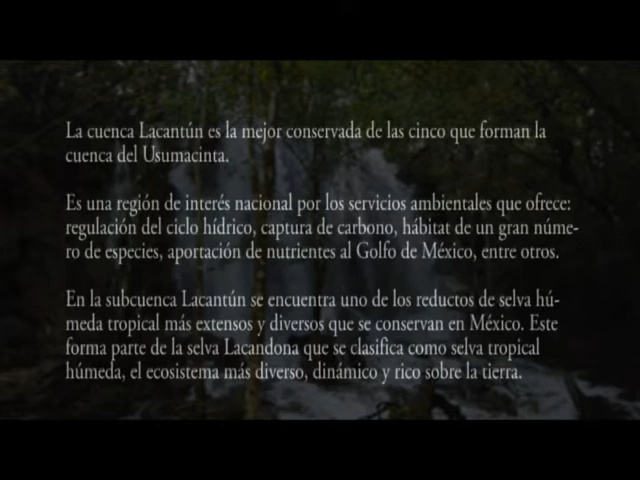 La cuenca Lacantún es la mejor conservada de las cinco que forman la
cuenca del Usumacinta.
Es una región de interés nacional por los servicios ambientales que ofrece:
regulación del ciclo hídrico, captura de carbono, hábitat de un gran núme-
ro de especies, aportación de nutrientes al Golfo de México, entre otros.
En la subcuenca Lacantún se encuentra uno de los reductos de selva hú-
meda tropical más extensos y diversos que se conservan en México. Este
forma parte de la selva Lacandona que se clasifica como selva tropical
húmeda, el ecosistema más diverso, dinámico y rico sobre la tierra.